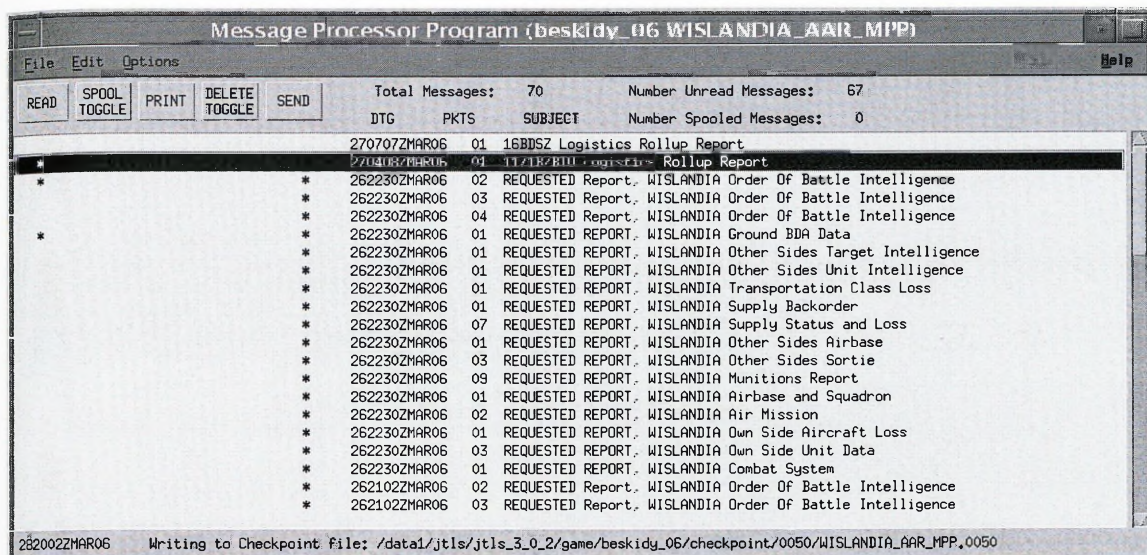 Message Processor Program (beskidy_06 WISLANDIA_AAR_MPP)
File Edit Options Help
READ SPOOL TOGGLE PRINT DELETE TOGGLE SEND Total Messages: 70 Number Unread Messages: 67
DTG PKTS SUBJECT Number Spooled Messages: 0
270707ZMAR06 01 16BDSZ Logistics Rollup Report
* 01 Rollup Report
* * 262230ZMAR06 02 REQUESTED Report, WISLANDIA Order Of Battle Intelligence
* 262230ZMAR06 03 REQUESTED Report, WISLANDIA Order Of Battle Intelligence
* 262230ZMAR06 04 REQUESTED Report, WISLANDIA Order Of Battle Intelligence
* * 262230ZMAR06 01 REQUESTED REPORT, WISLANDIA Ground BDA Data
* 262230ZMAR06 01 REQUESTED REPORT, WISLANDIA Other Sides Target Intelligence
* 262230ZMAR06 01 REQUESTED REPORT, WISLANDIA Other Sides Unit Intelligence
* 262230ZMAR06 01 REQUESTED REPORT, WISLANDIA Transportation Class Loss
* 262230ZMAR06 01 REQUESTED REPORT, WISLANDIA Supply Backorder
* 262230ZMAR06 07 REQUESTED REPORT, WISLANDIA Supply Status and Loss
* 262230ZMAR06 01 REQUESTED REPORT, WISLANDIA Other Sides Airbase
* 262230ZMAR06 03 REQUESTED REPORT, WISLANDIA Other Sides Sortie
* 262230ZMAR06 09 REQUESTED REPORT, WISLANDIA Munitions Report
* 262230ZMAR06 01 REQUESTED REPORT, WISLANDIA Airbase and Squadron
* 262230ZMAR06 02 REQUESTED REPORT, WISLANDIA Air Mission
* 262230ZMAR06 01 REQUESTED REPORT, WISLANDIA Own Side Aircraft Loss
* 262230ZMAR06 03 REQUESTED REPORT, WISLANDIA Own Side Unit Data
* 262230ZMAR06 01 REQUESTED REPORT, WISLANDIA Combat System
* 262102ZMAR06 02 REQUESTED Report, WISLANDIA Order Of Battle Intelligence
* 262102ZMAR06 03 REQUESTED Report, WISLANDIA Order Of Battle Intelligence
282002ZMAR06 Writing to Checkpoint file: /data1/jtls/jtls_3_0_2/game/beskidy_06/checkpoint/0050/WISLANDIA_AAR_MPP.0050